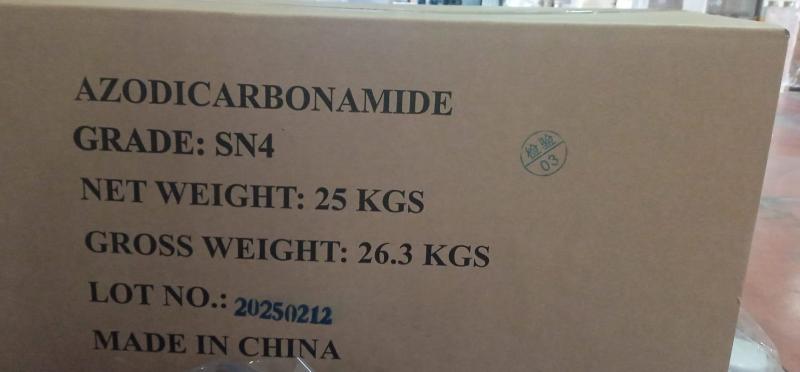 AZODICARBONAMIDE
GRADE: SN4
NET WEIGHT: 25 KGS
GROSS WEIGHT: 26.3 KGS
LOT NO.: 20250212
MADE IN CHINA
检验
03